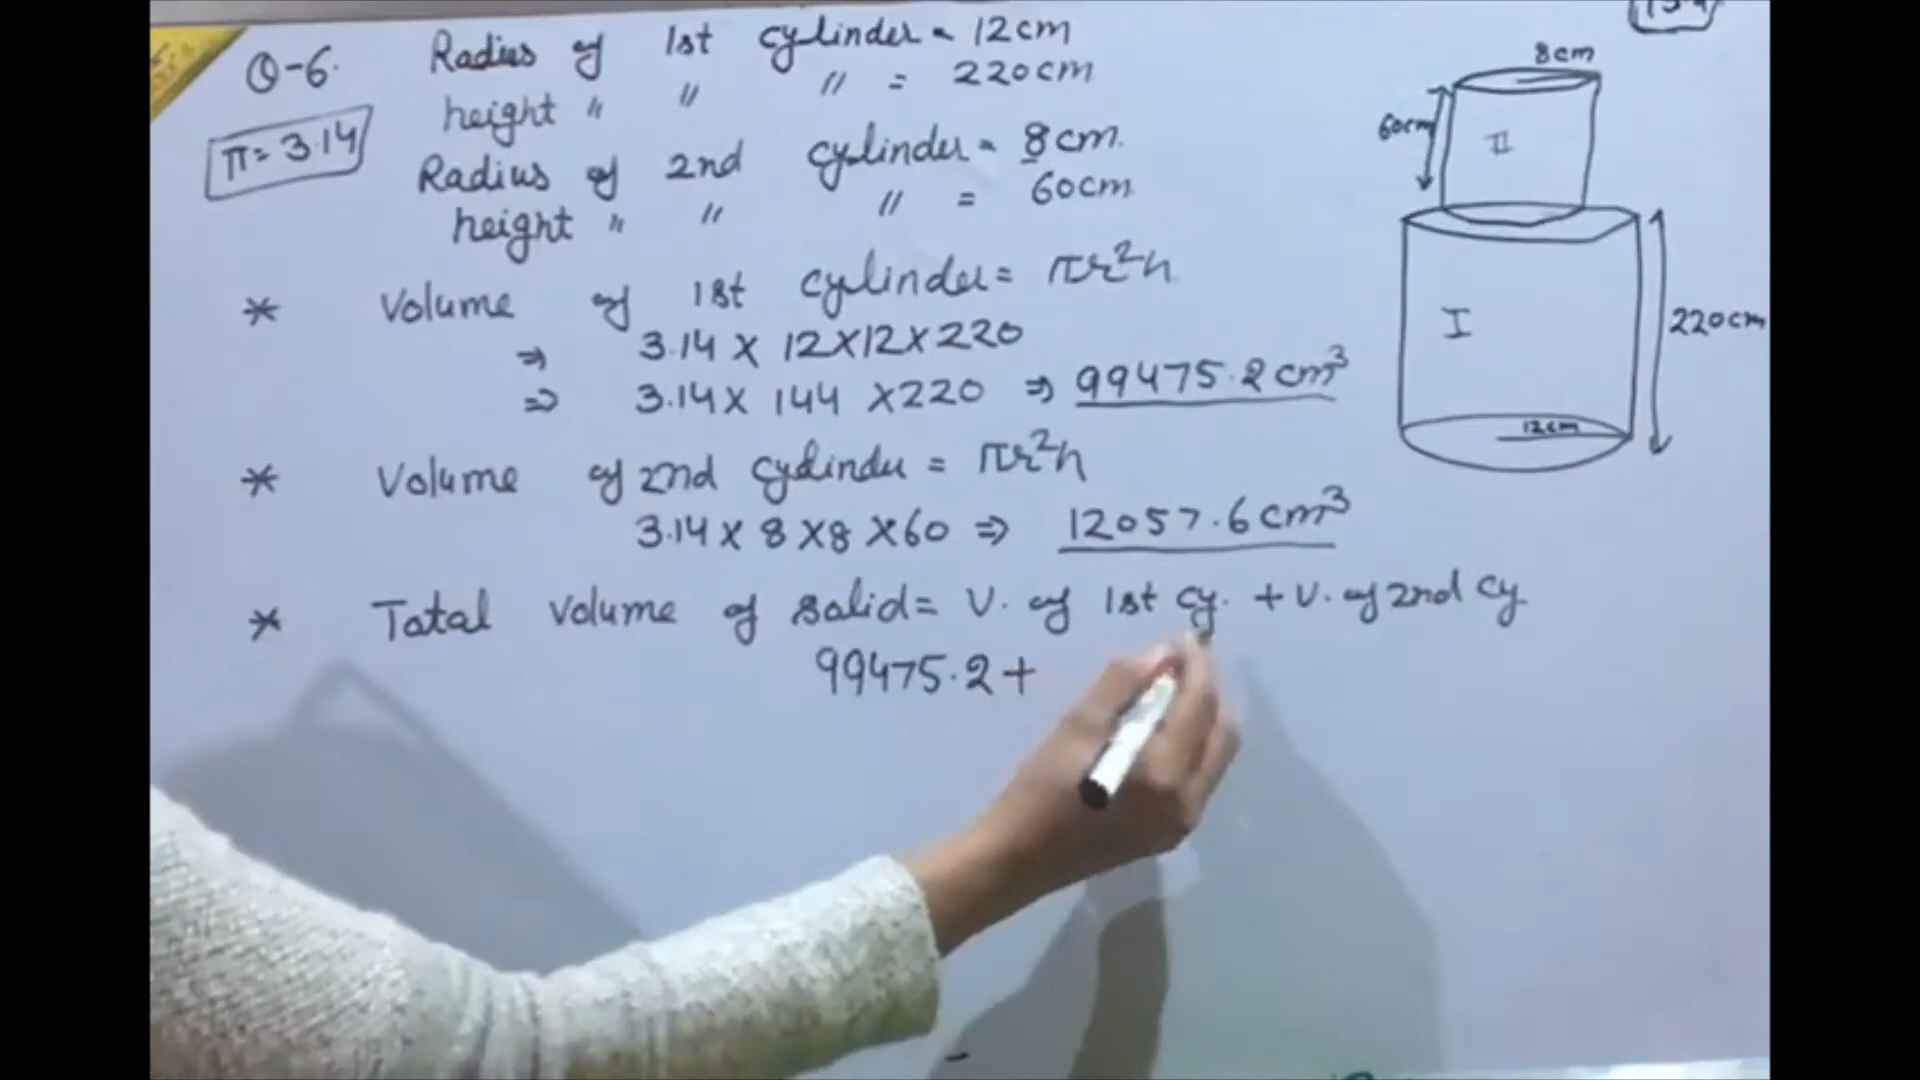 Q-6. Radius of 1st cylinder = 12cm
height " " " = 220cm
π = 3.14
Radius of 2nd cylinder = 8cm.
height " " " = 60cm
* Volume of 1st cylinder = πr²h
⇒ 3.14 X 12X12X220
⇒ 3.14X 144 X220 ⇒ 99475.2cm³
* Volume of 2nd cylinder = πr²h
3.14X 8 X8 X60 ⇒ 12057.6cm³
* Total volume of solid = V. of 1st Cy. + V. of 2nd Cy
99475.2+
8cm
60cm
II
I
220cm
12cm